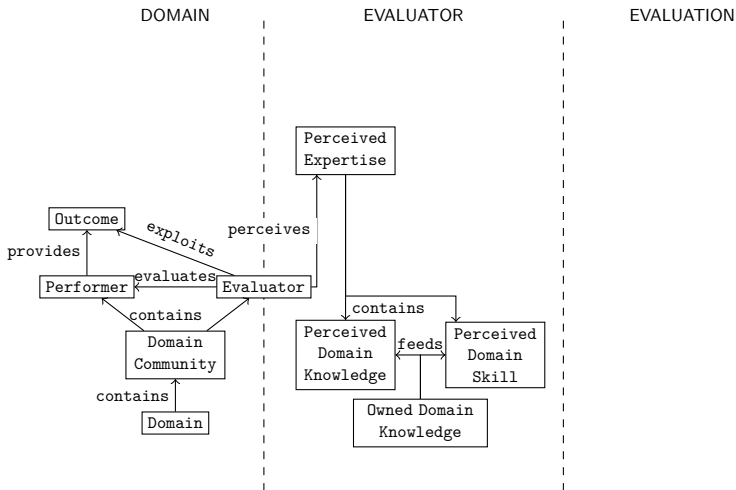 DOMAIN
EVALUATOR
EVALUATION
Perceived
Expertise
Outcome
exploits
perceives
provides
Performer
evaluates
Evaluator
contains
contains
Domain
Community
Perceived
Domain
Knowledge
feeds
Perceived
Domain
Skill
contains
Domain
Owned Domain
Knowledge